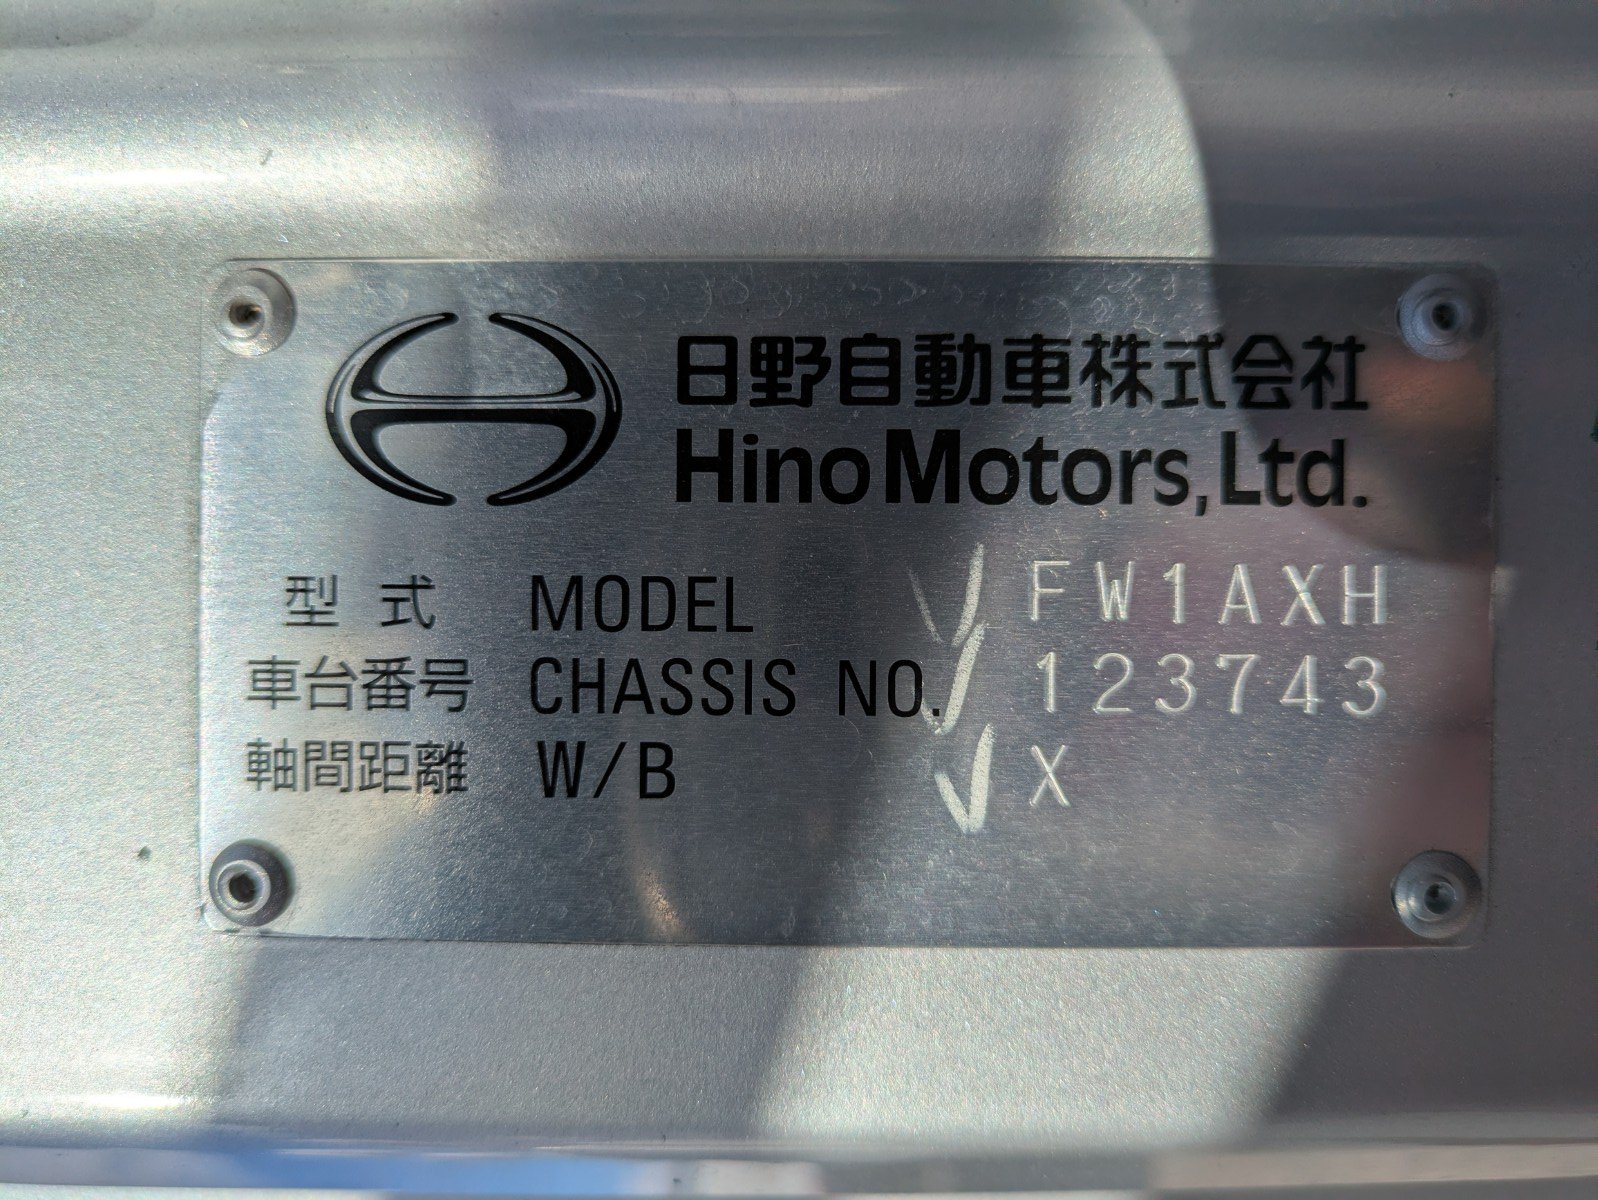 日野自動車株式会社
Hino Motors, Ltd.
型式 MODEL FW1AXH
車台番号 CHASSIS NO. 123743
軸間距離 W/B X